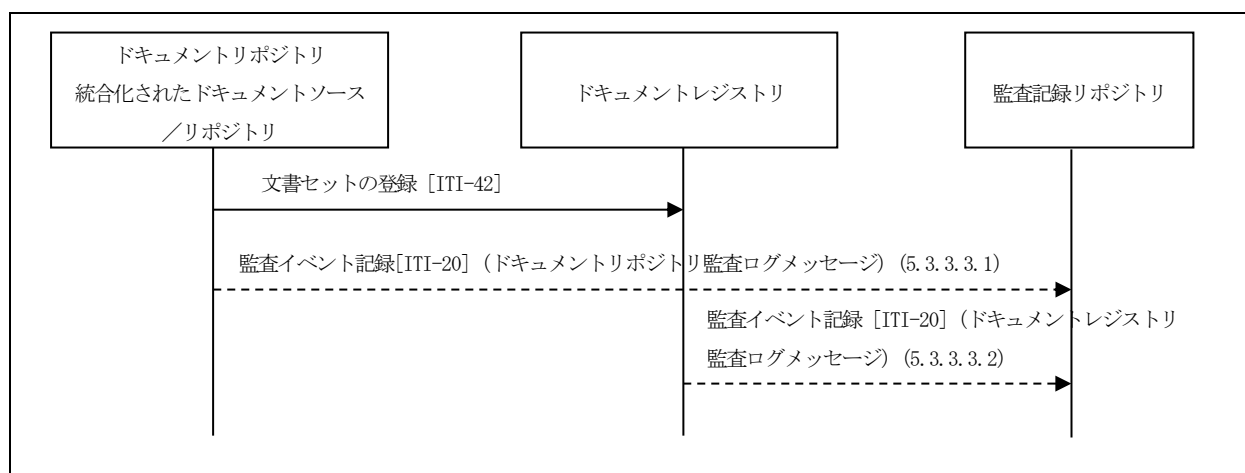 ドキュメントリポジトリ
統合化されたドキュメントソース
／リポジトリ
ドキュメントレジストリ
監査記録リポジトリ
文書セットの登録［ITI-42］
監査イベント記録[ITI-20]（ドキュメントリポジトリ監査ログメッセージ）(5.3.3.3.1)
監査イベント記録［ITI-20］（ドキュメントレジストリ
監査ログメッセージ）(5.3.3.3.2)